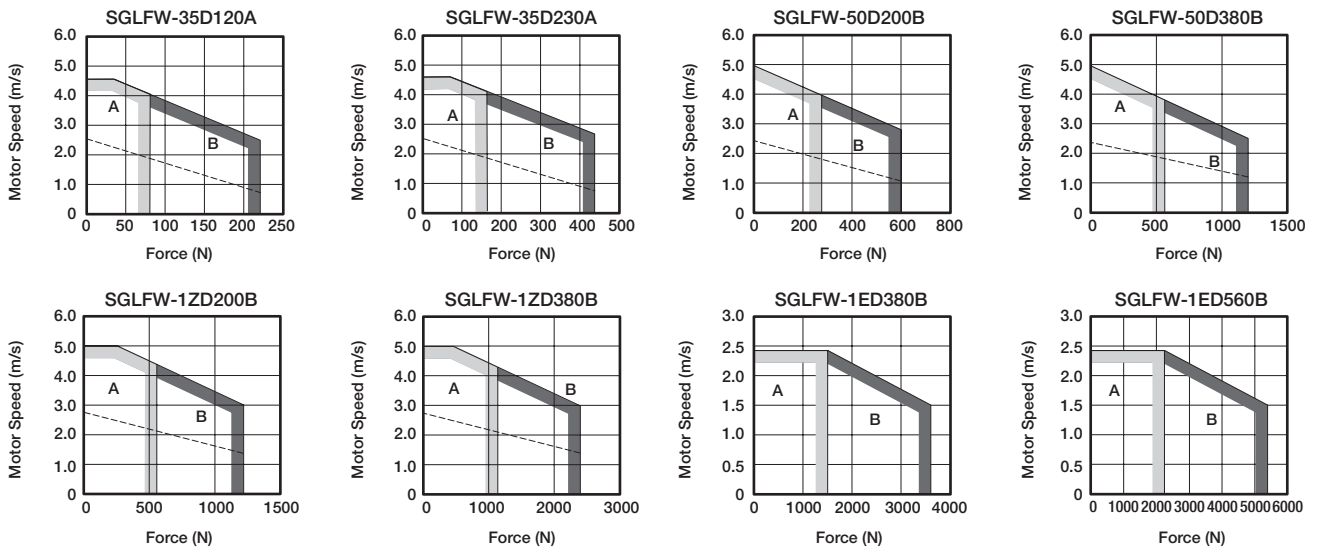 SGLFW-35D120A
Motor Speed (m/s)
6.0
5.0
4.0
3.0
2.0
1.0
0
A
B
0 50 100 150 200 250
Force (N)
SGLFW-35D230A
Motor Speed (m/s)
6.0
5.0
4.0
3.0
2.0
1.0
0
A
B
0 100 200 300 400 500
Force (N)
SGLFW-50D200B
Motor Speed (m/s)
6.0
5.0
4.0
3.0
2.0
1.0
0
A
B
0 200 400 600 800
Force (N)
SGLFW-50D380B
Motor Speed (m/s)
6.0
5.0
4.0
3.0
2.0
1.0
0
A
B
0 500 1000 1500
Force (N)
SGLFW-1ZD200B
Motor Speed (m/s)
6.0
5.0
4.0
3.0
2.0
1.0
0
A
B
0 500 1000 1500
Force (N)
SGLFW-1ZD380B
Motor Speed (m/s)
6.0
5.0
4.0
3.0
2.0
1.0
0
A
B
0 1000 2000 3000
Force (N)
SGLFW-1ED380B
Motor Speed (m/s)
3.0
2.5
2.0
1.5
1.0
0.5
0
A
B
0 1000 2000 3000 4000
Force (N)
SGLFW-1ED560B
Motor Speed (m/s)
3.0
2.5
2.0
1.5
1.0
0.5
0
A
B
0 1000 2000 3000 4000 5000 6000
Force (N)